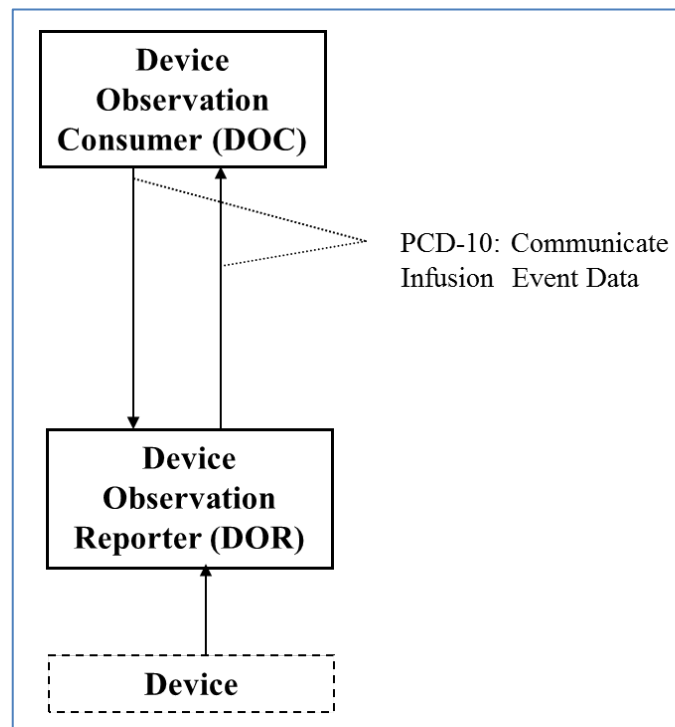 Device
Observation
Consumer (DOC)
PCD-10: Communicate
Infusion Event Data
Device
Observation
Reporter (DOR)
Device